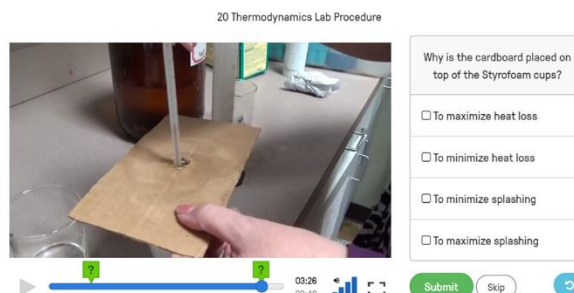 20 Thermodynamics Lab Procedure
Why is the cardboard placed on
top of the Styrofoam cups?
To maximize heat loss
To minimize heat loss
To minimize splashing
To maximize splashing
?
?
03:26
Submit
Skip